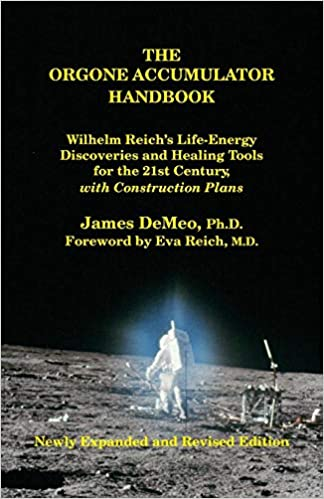 THE
ORGONE ACCUMULATOR
HANDBOOK
Wilhelm Reich's Life-Energy
Discoveries and Healing Tools
for the 21st Century,
with Construction Plans
James DeMeo, Ph.D.
Foreword by Eva Reich, M.D.
Newly Expanded and Revised Edition